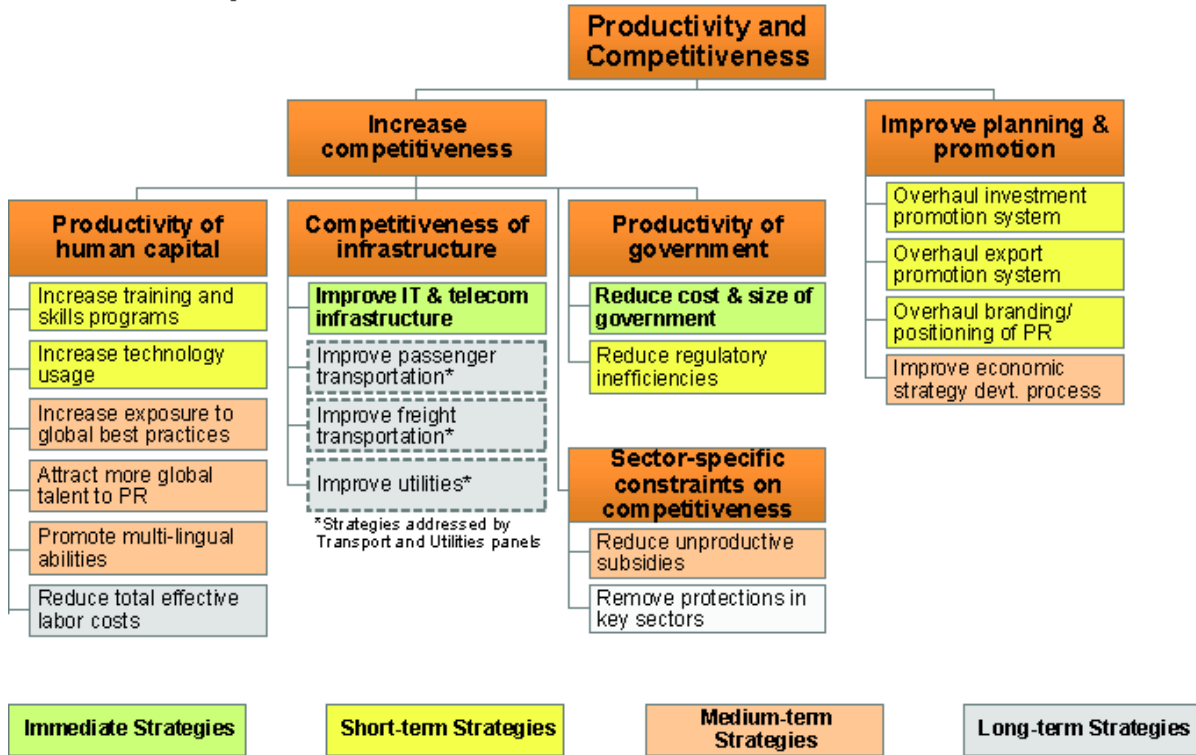 Productivity and
Competitiveness
Increase
competitiveness
Improve planning &
promotion
Productivity of
human capital
Increase training and
skills programs
Increase technology
usage
Increase exposure to
global best practices
Attract more global
talent to PR
Promote multi-lingual
abilities
Reduce total effective
labor costs
Competitiveness of
infrastructure
Improve IT & telecom
infrastructure
Improve passenger
transportation*
Improve freight
transportation*
Improve utilities*
*Strategies addressed by
Transport and Utilities panels
Productivity of
government
Reduce cost & size of
government
Reduce regulatory
inefficiencies
Sector-specific
constraints on
competitiveness
Reduce unproductive
subsidies
Remove protections in
key sectors
Overhaul investment
promotion system
Overhaul export
promotion system
Overhaul branding/
positioning of PR
Improve economic
strategy devt. process
Immediate Strategies
Short-term Strategies
Medium-term
Strategies
Long-term Strategies